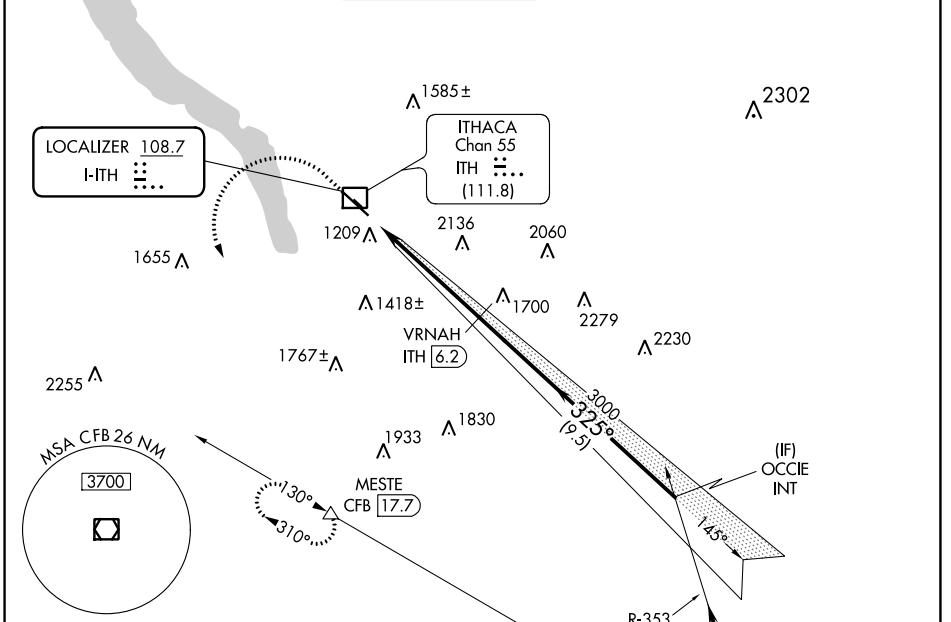 1585±
2302
LOCALIZER 108.7
I-ITH
ITHACA
Chan 55
ITH
(111.8)
1209
2136
2060
1655
1418±
1700
2279
VRNAH
ITH 6.2
2230
1767±
2255
3000
325°
(9.5)
1830
1933
MSA CFB 26 NM
3700
(IF)
OCCIE
INT
MESTE
CFB 17.7
130°
310°
145°
R-353